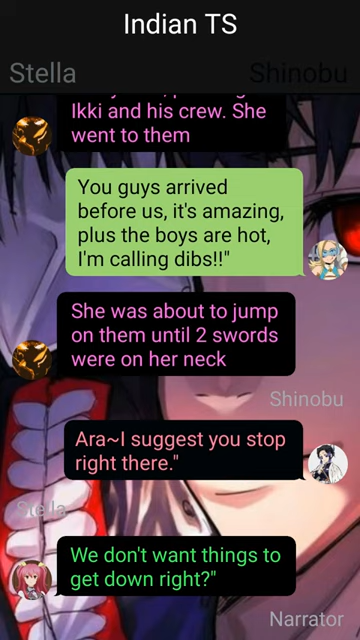 Indian TS
Stella
Shinobu
Ikki and his crew. She
went to them
You guys arrived
before us, it's amazing,
plus the boys are hot,
I'm calling dibs!!"
She was about to jump
on them until 2 swords
were on her neck
Shinobu
Ara~I suggest you stop
right there."
Stella
We don't want things to
get down right?"
Narrator